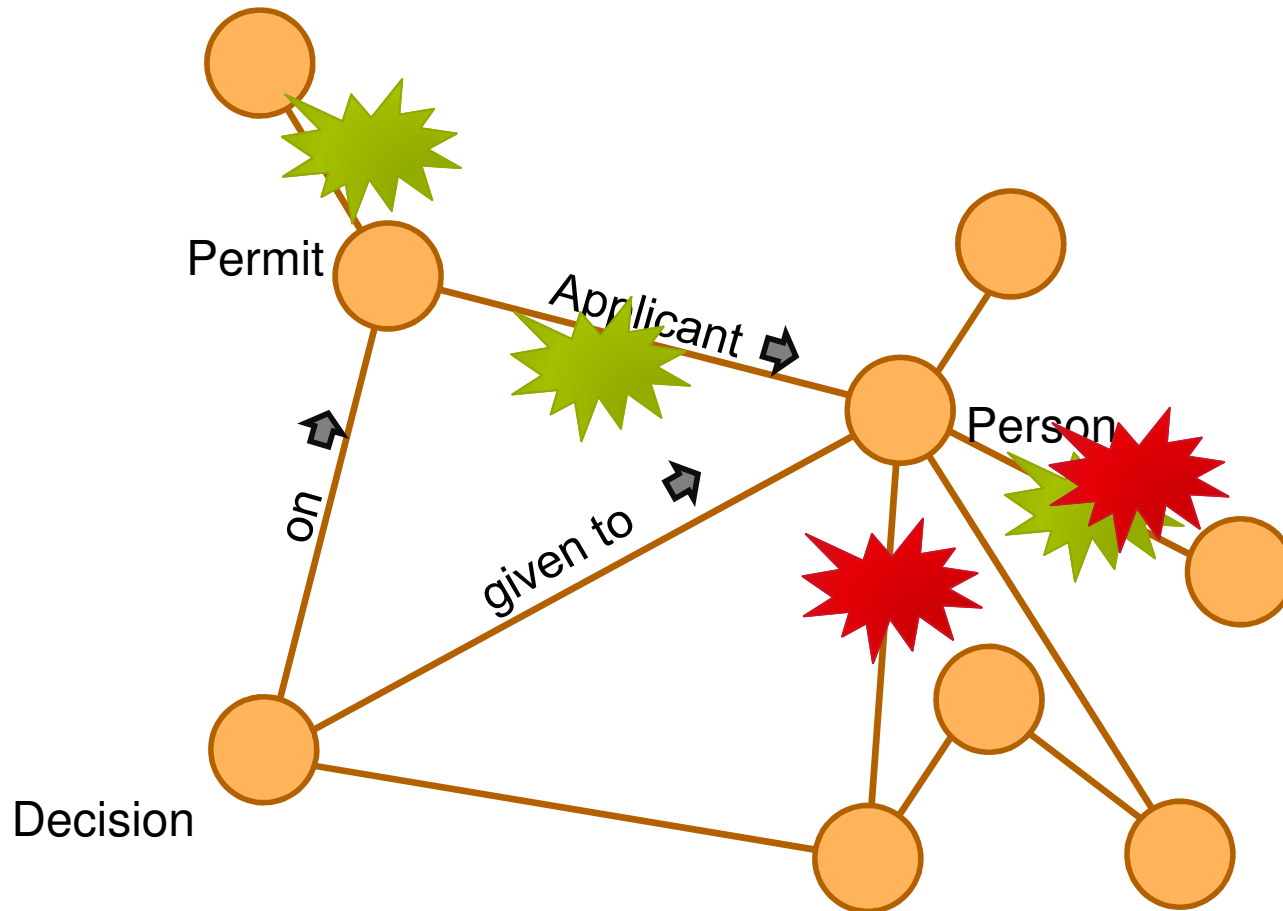 Permit
Applicant
Person
on
given to
Decision